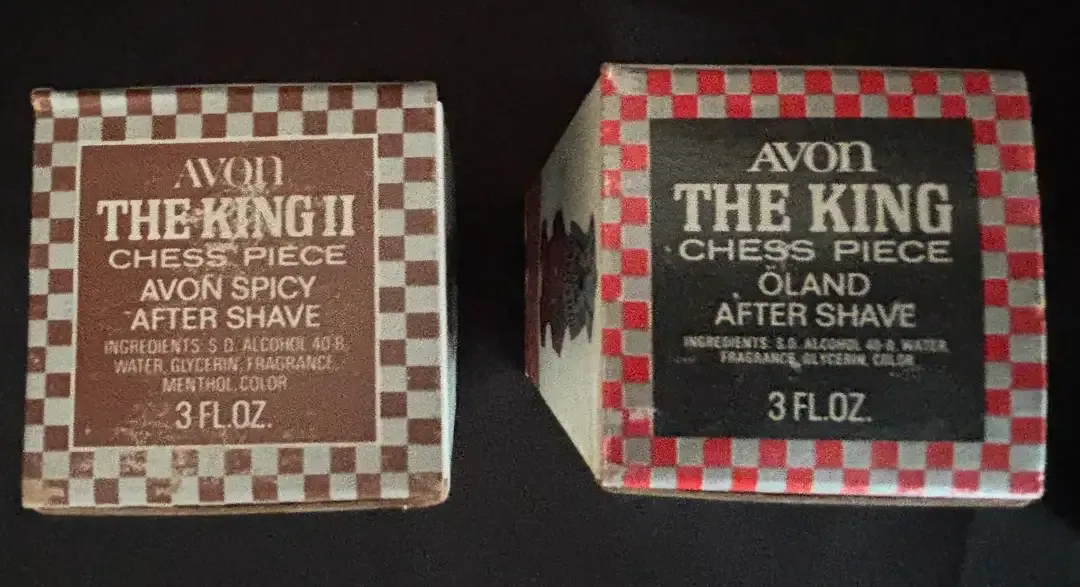 AVON
THE KING II
CHESS PIECE
AVON SPICY
AFTER SHAVE
INGREDIENTS: S.D. ALCOHOL 40-B,
WATER, GLYCERIN, FRAGRANCE,
MENTHOL, COLOR
3 FL.OZ.
AVON
THE KING
CHESS PIECE
ÖLAND
AFTER SHAVE
INGREDIENTS: S.D. ALCOHOL 40-B, WATER,
FRAGRANCE, GLYCERIN, COLOR
3 FL.OZ.